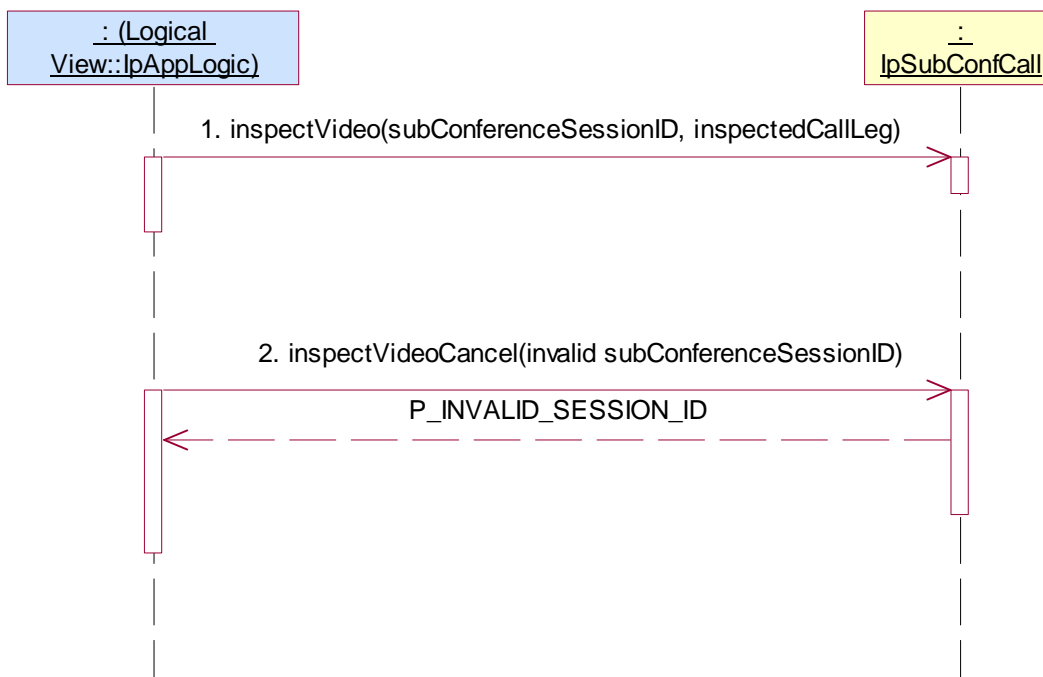 : (Logical
View::IpAppLogic)
:
IpSubConfCall
1. inspectVideo(subConferenceSessionID, inspectedCallLeg)
2. inspectVideoCancel(invalid subConferenceSessionID)
P_INVALID_SESSION_ID